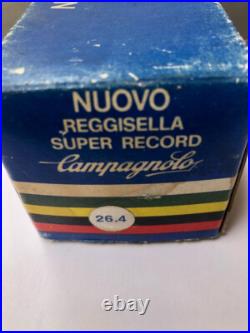 N
NUOVO
REGGISELLA
SUPER RECORD
Campagnolo
26.4